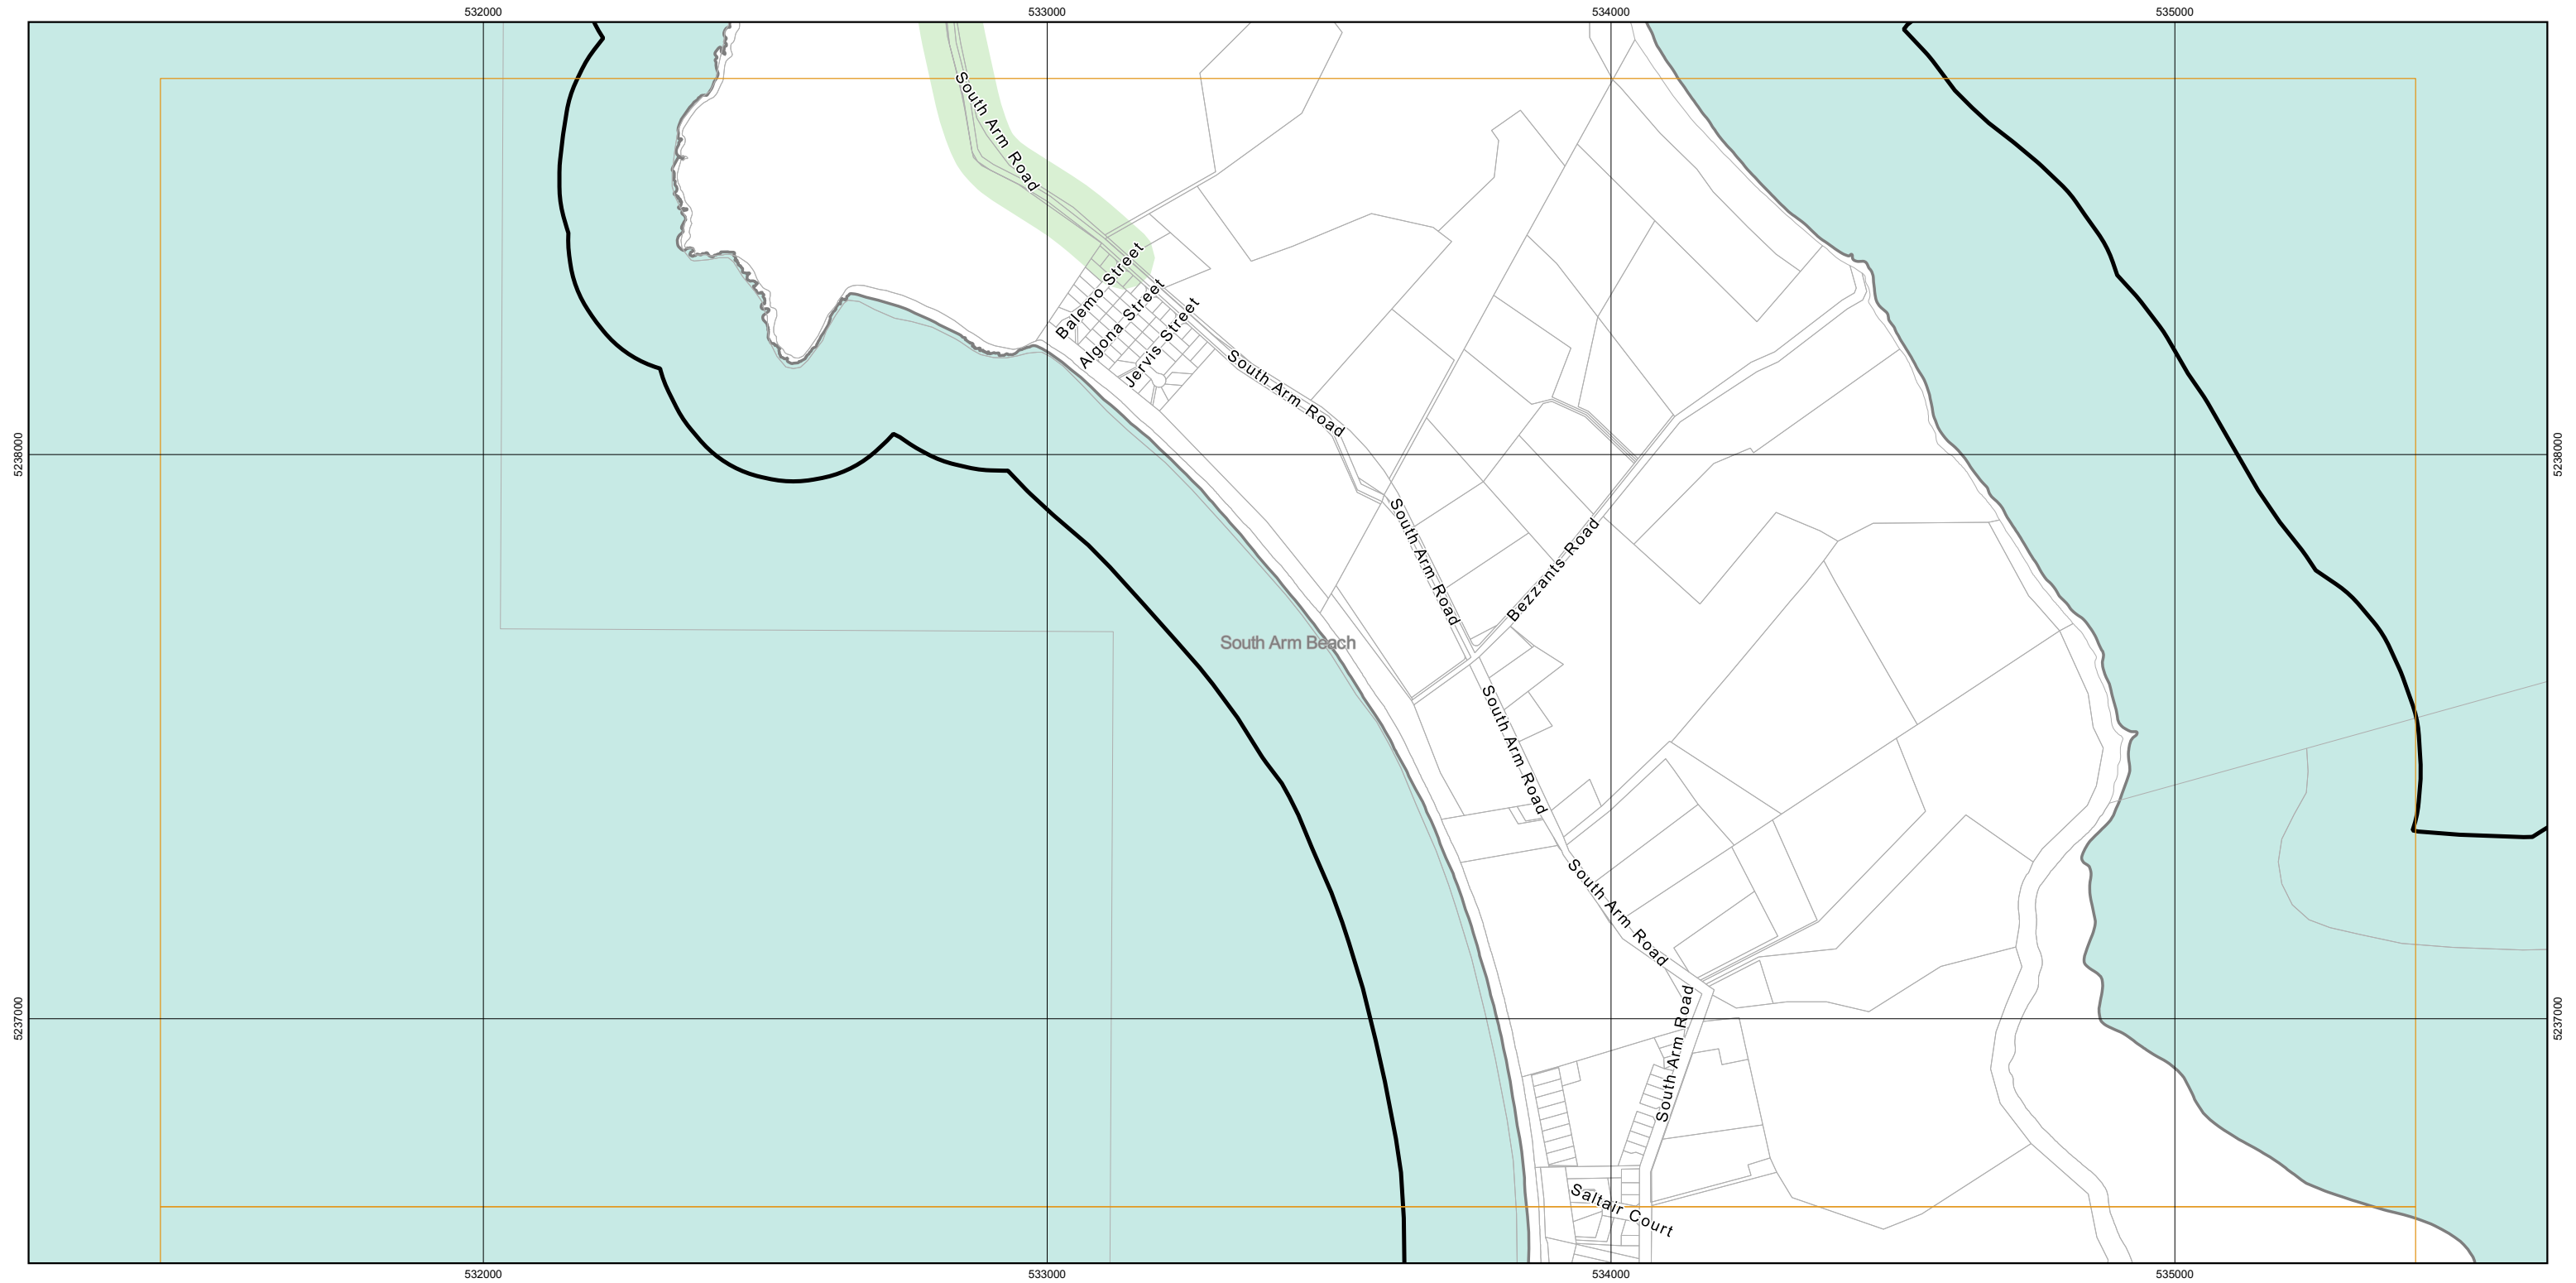 532000
533000
534000
535000
South Arm Road
Balemo Street
Algona Street
Jervis Street
South Arm Road
5238000
5238000
South Arm Road
Bezzants Road
South Arm Beach
South Arm Road
South Arm Road
South Arm Road
5237000
5237000
Saltair Court
532000
533000
534000
535000